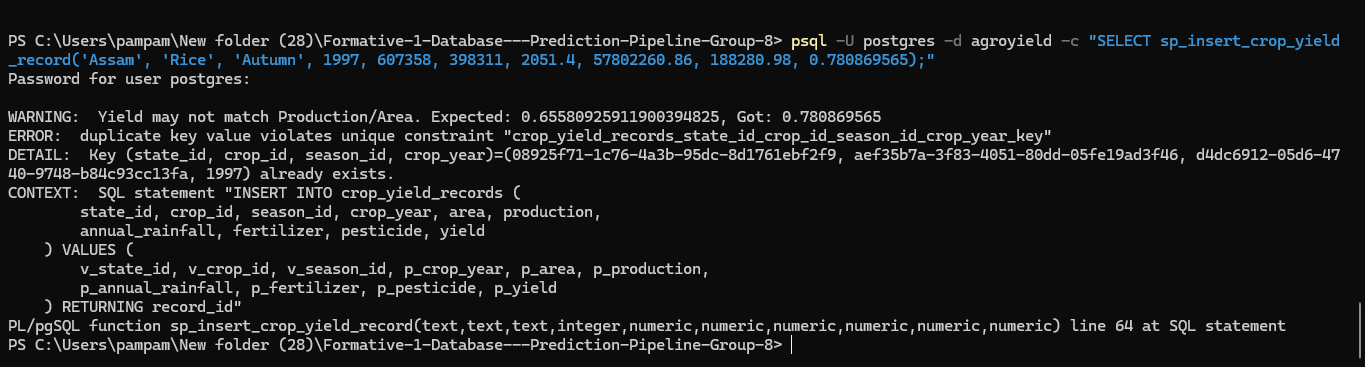 PS C:\Users\pampam\New folder (28)\Formative-1-Database---Prediction-Pipeline-Group-8> psql -U postgres -d agroyield -c "SELECT sp_insert_crop_yield
_record('Assam', 'Rice', 'Autumn', 1997, 607358, 398311, 2051.4, 57802260.86, 188280.98, 0.780869565);"
Password for user postgres:

WARNING:  Yield may not match Production/Area. Expected: 0.65580925911900394825, Got: 0.780869565
ERROR:  duplicate key value violates unique constraint "crop_yield_records_state_id_crop_id_season_id_crop_year_key"
DETAIL:  Key (state_id, crop_id, season_id, crop_year)=(08925f71-1c76-4a3b-95dc-8d1761ebf2f9, aef35b7a-3f83-4051-80dd-05fe19ad3f46, d4dc6912-05d6-47
40-9748-b84c93cc13fa, 1997) already exists.
CONTEXT:  SQL statement "INSERT INTO crop_yield_records (
        state_id, crop_id, season_id, crop_year, area, production,
        annual_rainfall, fertilizer, pesticide, yield
    ) VALUES (
        v_state_id, v_crop_id, v_season_id, p_crop_year, p_area, p_production,
        p_annual_rainfall, p_fertilizer, p_pesticide, p_yield
    ) RETURNING record_id"
PL/pgSQL function sp_insert_crop_yield_record(text,text,text,integer,numeric,numeric,numeric,numeric,numeric,numeric) line 64 at SQL statement
PS C:\Users\pampam\New folder (28)\Formative-1-Database---Prediction-Pipeline-Group-8>